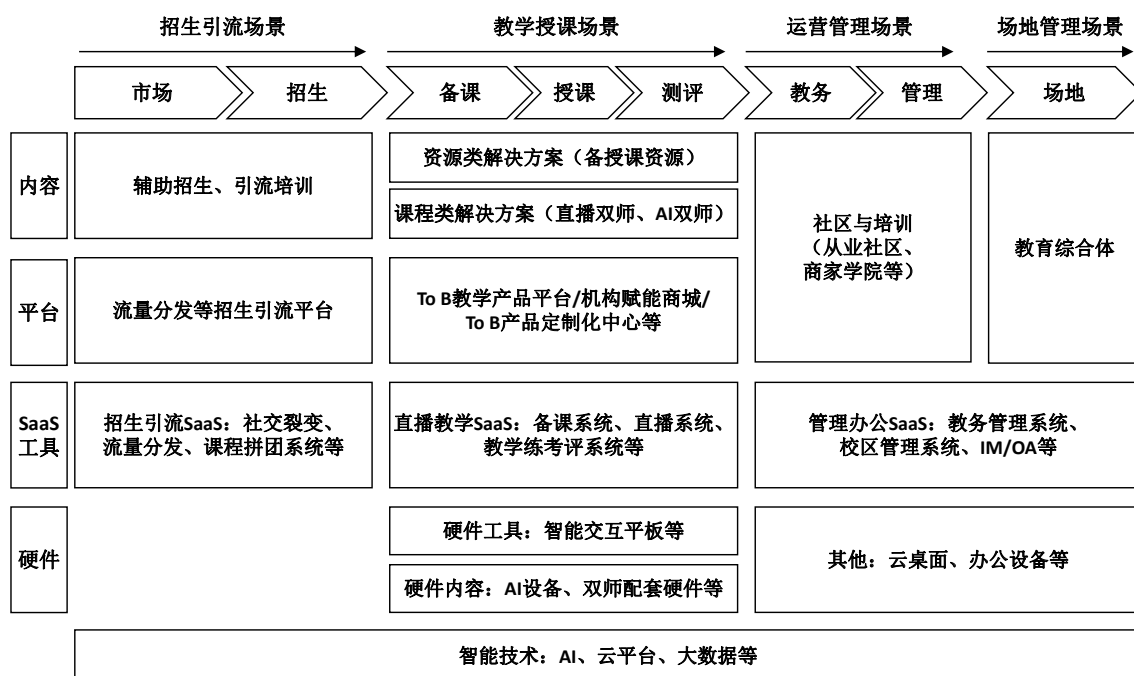 招生引流场景
教学授课场景
运营管理场景
场地管理场景
市场
招生
备课
授课
测评
教务
管理
场地
内容
辅助招生、引流培训
资源类解决方案（备授课资源）
课程类解决方案（直播双师、AI双师）
社区与培训
（从业社区、
商家学院等）
教育综合体
平台
流量分发等招生引流平台
To B教学产品平台/机构赋能商城/
To B产品定制化中心等
SaaS
工具
招生引流SaaS：社交裂变、
流量分发、课程拼团系统等
直播教学SaaS：备课系统、直播系统、
教学练考评系统等
管理办公SaaS：教务管理系统、
校区管理系统、IM/OA等
硬件
硬件工具：智能交互平板等
硬件内容：AI设备、双师配套硬件等
其他：云桌面、办公设备等
智能技术：AI、云平台、大数据等